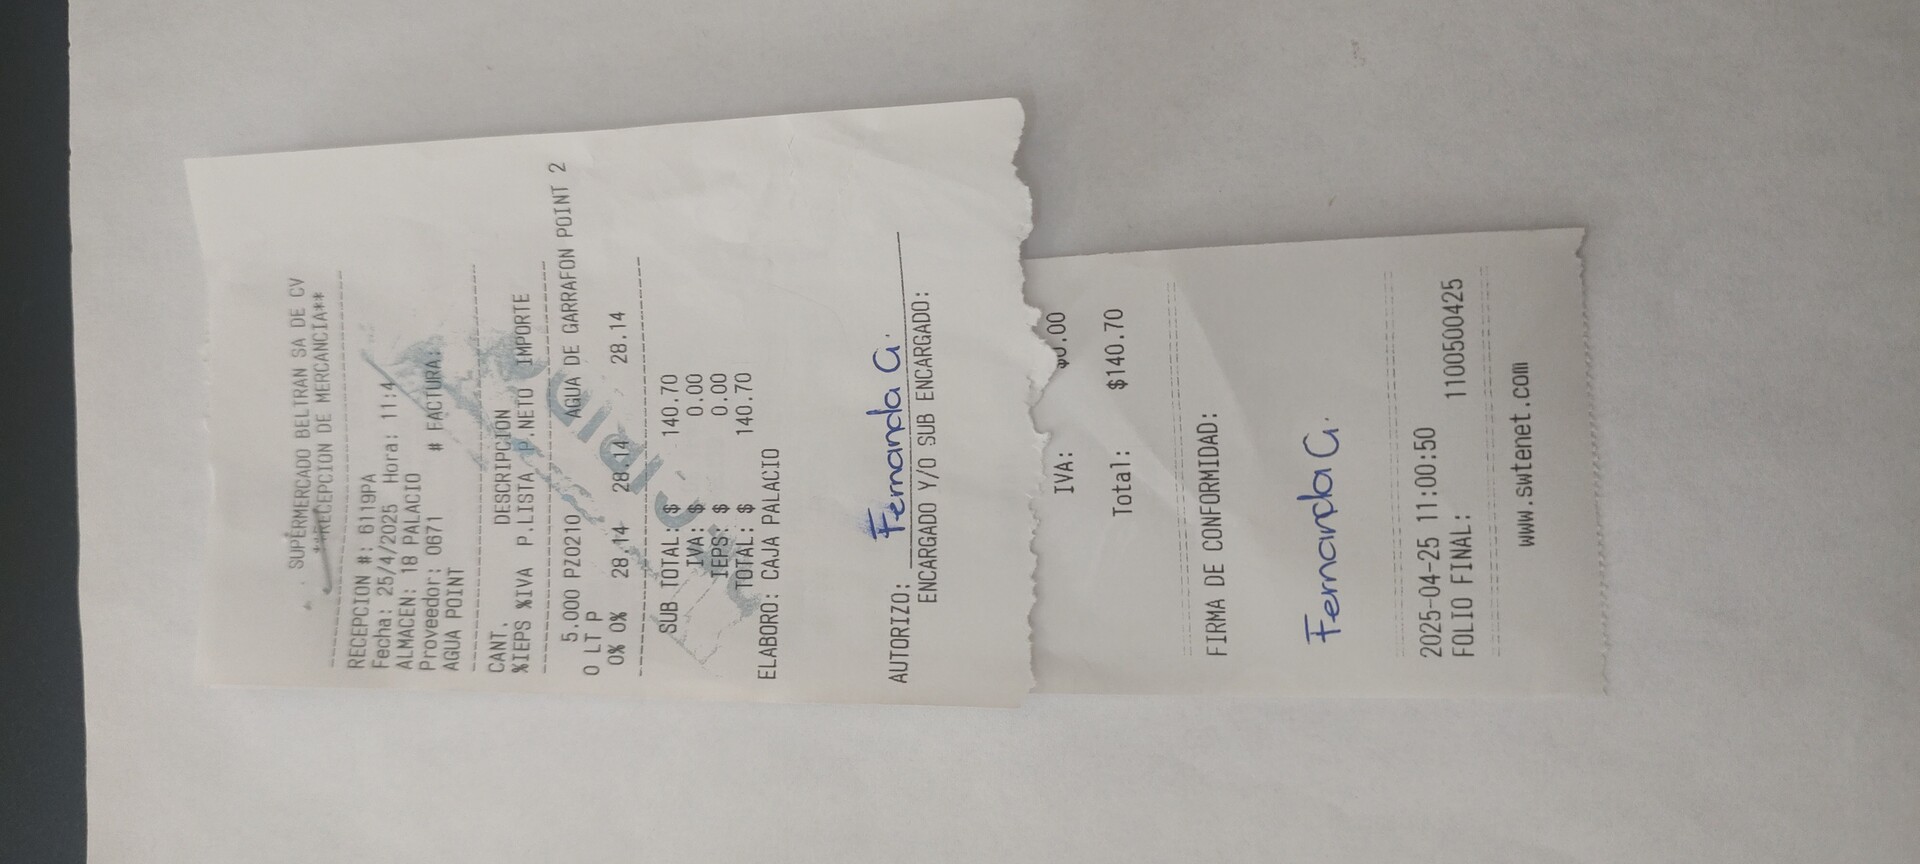 SUPERMERCADO BELTRAN SA DE CV
**RECEPCION DE MERCANCIA**
RECEPCION #: 6119PA
Fecha: 25/4/2025 Hora: 11:4
ALMACEN: 18 PALACIO
Proveedor: 0671 # FACTURA:
AGUA POINT
CANT. DESCRIPCION
%IEPS %IVA P.LISTA P.NETO IMPORTE
5.000 PZ0210 AGUA DE GARRAFON POINT 2
0 LT P
0% 0% 28.14 28.14 28.14
SUB TOTAL: $ 140.70
IVA: $ 0.00
IEPS: $ 0.00
TOTAL: $ 140.70
ELABORO: CAJA PALACIO
AUTORIZO: Fernanda G.
ENCARGADO Y/O SUB ENCARGADO:
IVA: $0.00
Total: $140.70
FIRMA DE CONFORMIDAD:
Fernanda G.
2025-04-25 11:00:50
FOLIO FINAL: 1100500425
www.swtenet.com